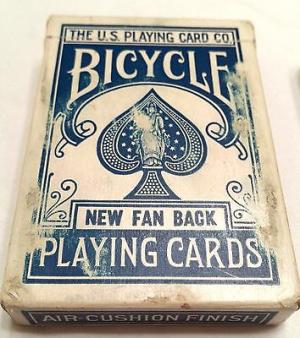 THE U.S. PLAYING CARD CO.
BICYCLE
NEW FAN BACK
PLAYING CARDS
AIR-CUSHION FINISH